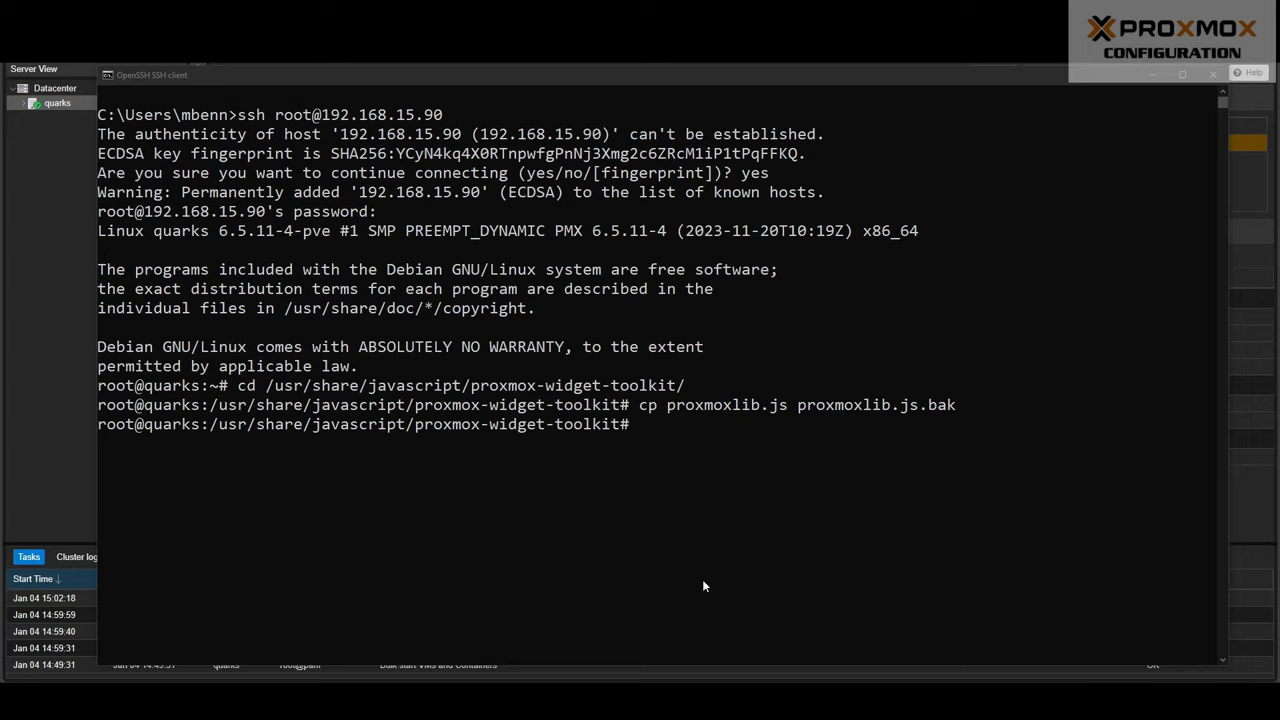 PROXMOX
CONFIGURATION
Server View
Help
Datacenter
quarks
OpenSSH SSH client
C:\Users\mbenn>ssh root@192.168.15.90
The authenticity of host '192.168.15.90 (192.168.15.90)' can't be established.
ECDSA key fingerprint is SHA256:YCyN4kq4X0RTnpwfgPnNj3Xmg2c6ZRcM1iP1tPqFFKQ.
Are you sure you want to continue connecting (yes/no/[fingerprint])? yes
Warning: Permanently added '192.168.15.90' (ECDSA) to the list of known hosts.
root@192.168.15.90's password:
Linux quarks 6.5.11-4-pve #1 SMP PREEMPT_DYNAMIC PMX 6.5.11-4 (2023-11-20T10:19Z) x86_64
The programs included with the Debian GNU/Linux system are free software;
the exact distribution terms for each program are described in the
individual files in /usr/share/doc/*/copyright.
Debian GNU/Linux comes with ABSOLUTELY NO WARRANTY, to the extent
permitted by applicable law.
root@quarks:~# cd /usr/share/javascript/proxmox-widget-toolkit/
root@quarks:/usr/share/javascript/proxmox-widget-toolkit# cp proxmoxlib.js proxmoxlib.js.bak
root@quarks:/usr/share/javascript/proxmox-widget-toolkit#
Tasks Cluster log
Start Time
Jan 04 15:02:18
Jan 04 14:59:59
Jan 04 14:59:40
Jan 04 14:59:31
Jan 04 14:49:31 quarks root@pam Bulk start VMs and Containers OK